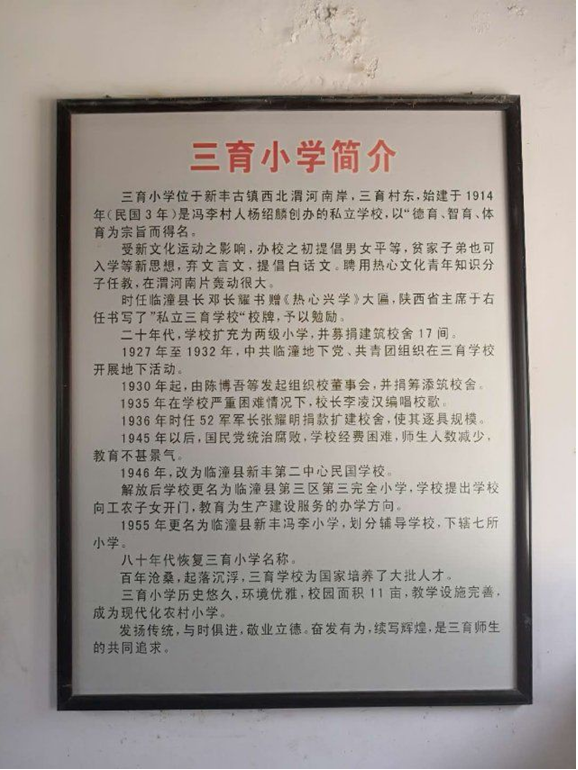 三育小学简介
三育小学位于新丰古镇西北渭河南岸，三育村东，始建于1914
年（民国3年）是冯李村人杨绍麟创办的私立学校，以“德育、智育、体
育为宗旨而得名。
受新文化运动之影响，办校之初提倡男女平等，贫家子弟也可
入学等新思想，弃文言文，提倡白话文。聘用热心文化青年知识分
子任教，在渭河南片轰动很大。
时任临潼县长邓长耀书赠《热心兴学》大匾，陕西省主席于右
任书写了”私立三育学校“校牌，予以勉励。
二十年代，学校扩充为两级小学，并募捐建筑校舍17间。
1927年至1932年，中共临潼地下党、共青团组织在三育学校
开展地下活动。
1930年起，由陈博吾等发起组织校董事会，并捐筹添筑校舍。
1935年在学校严重困难情况下，校长李凌汉编唱校歌。
1936年时任52军军长张耀明捐款扩建校舍，使其逐具规模。
1945年以后，国民党统治腐败，学校经费困难，师生人数减少，
教育不甚景气。
1946年，改为临潼县新丰第二中心民国学校。
解放后学校更名为临潼县第三区第三完全小学，学校提出学校
向工农子女开门，教育为生产建设服务的办学方向。
1955年更名为临潼县新丰冯李小学，划分辅导学校，下辖七所
小学。
八十年代恢复三育小学名称。
百年沧桑，起落沉浮，三育学校为国家培养了大批人才。
三育小学历史悠久，环境优雅，校园面积11亩，教学设施完善，
成为现代化农村小学。
发扬传统，与时俱进，敬业立德。奋发有为，续写辉煌，是三育师生
的共同追求。